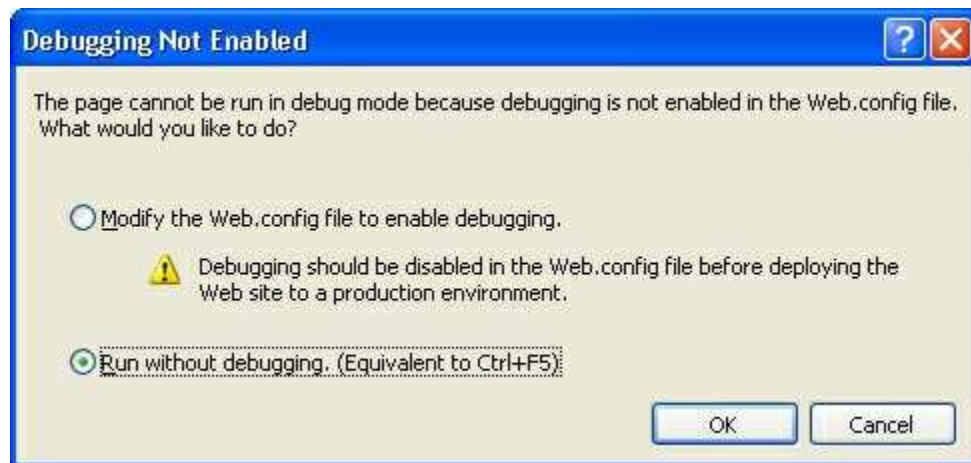 Debugging Not Enabled
The page cannot be run in debug mode because debugging is not enabled in the Web.config file.
What would you like to do?
Modify the Web.config file to enable debugging.
Debugging should be disabled in the Web.config file before deploying the
Web site to a production environment.
Run without debugging. (Equivalent to Ctrl+F5)
OK Cancel